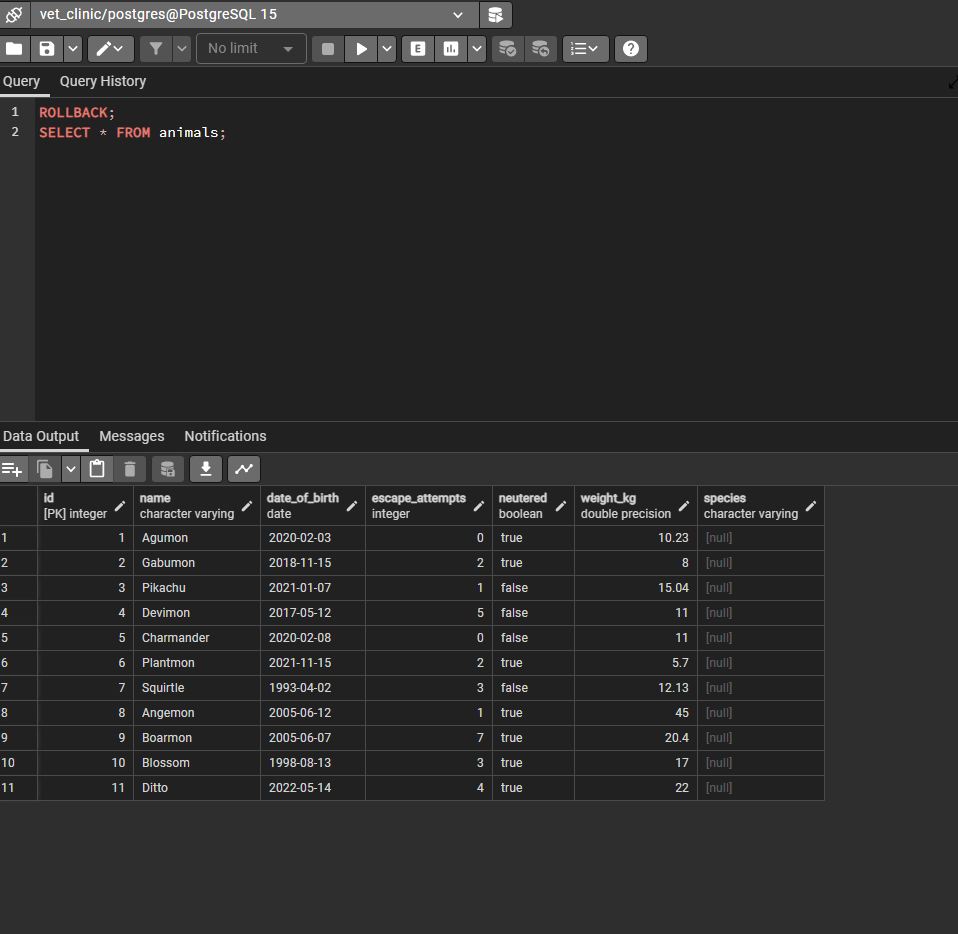 vet_clinic/postgres@PostgreSQL 15
No limit
E
?
Query Query History
1 ROLLBACK;
2 SELECT * FROM animals;
Data Output Messages Notifications
id name date_of_birth escape_attempts neutered weight_kg species
[PK] integer character varying date integer boolean double precision character varying
1 1 Agumon 2020-02-03 0 true 10.23 [null]
2 2 Gabumon 2018-11-15 2 true 8 [null]
3 3 Pikachu 2021-01-07 1 false 15.04 [null]
4 4 Devimon 2017-05-12 5 false 11 [null]
5 5 Charmander 2020-02-08 0 false 11 [null]
6 6 Plantmon 2021-11-15 2 true 5.7 [null]
7 7 Squirtle 1993-04-02 3 false 12.13 [null]
8 8 Angemon 2005-06-12 1 true 45 [null]
9 9 Boarmon 2005-06-07 7 true 20.4 [null]
10 10 Blossom 1998-08-13 3 true 17 [null]
11 11 Ditto 2022-05-14 4 true 22 [null]